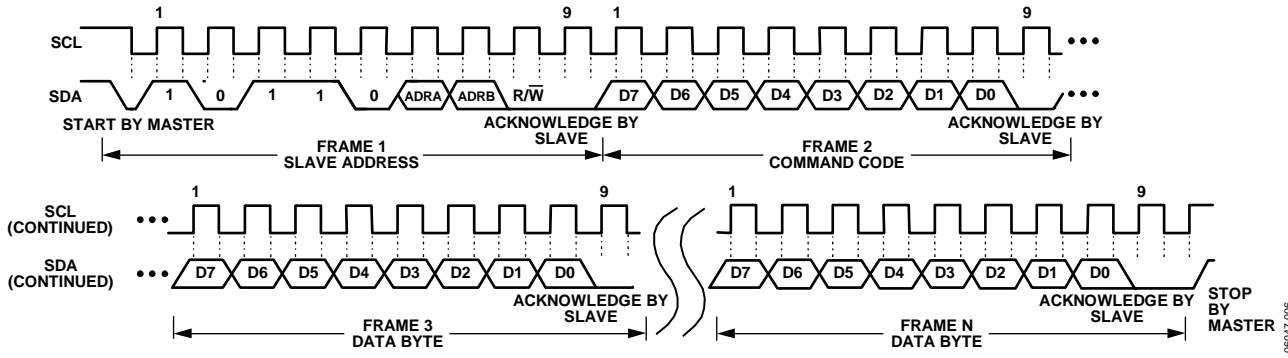 1 9 1 9
SCL
SDA
1 0 1 1 0 ADRA ADRB R/W̅ D7 D6 D5 D4 D3 D2 D1 D0
START BY MASTER
ACKNOWLEDGE BY
SLAVE
ACKNOWLEDGE BY
SLAVE
FRAME 1
SLAVE ADDRESS
FRAME 2
COMMAND CODE
1 9 1 9
SCL
(CONTINUED)
SDA
(CONTINUED)
D7 D6 D5 D4 D3 D2 D1 D0 D7 D6 D5 D4 D3 D2 D1 D0
ACKNOWLEDGE BY
SLAVE
ACKNOWLEDGE BY
SLAVE
STOP
BY
MASTER
FRAME 3
DATA BYTE
FRAME N
DATA BYTE